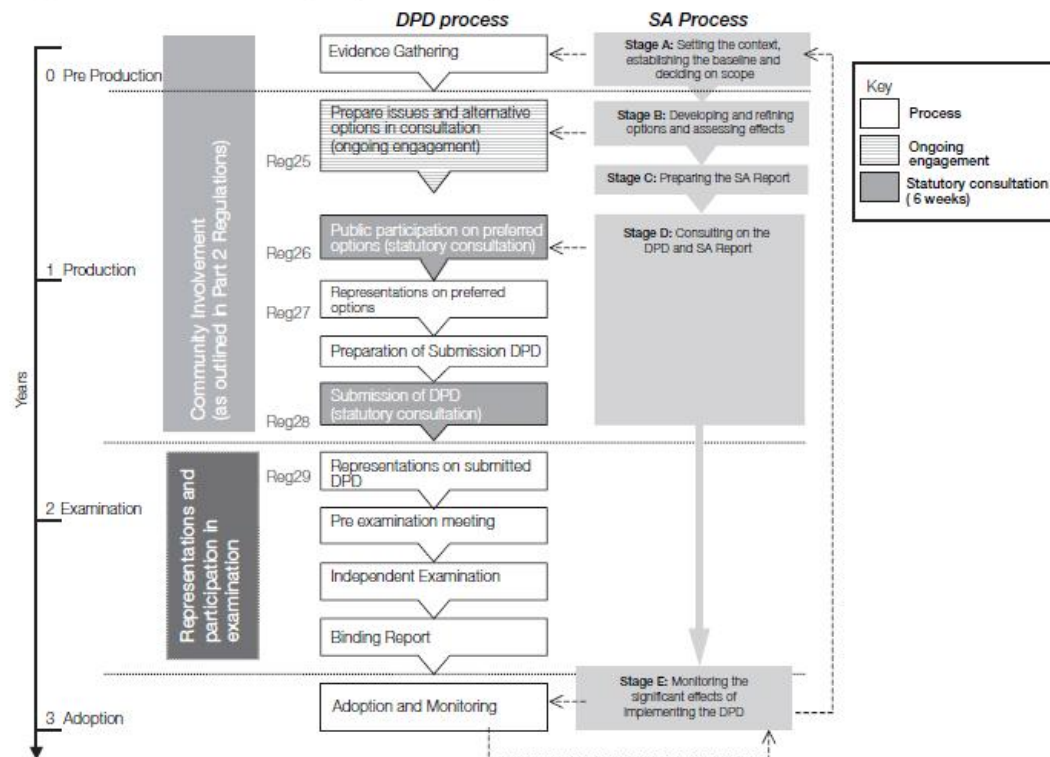 DPD process
SA Process
Evidence Gathering
Stage A: Setting the context,
establishing the baseline and
deciding on scope
0 Pre Production
Key
Process
Ongoing
engagement
Statutory consultation
( 6 weeks)
Prepare issues and alternative
options in consultation
(ongoing engagement)
Stage B: Developing and refining
options and assessing effects
Reg25
Stage C: Preparing the SA Report
Public participation on preferred
options (statutory consultation)
Stage D: Consulting on the
DPD and SA Report
Reg26
1 Production
Community Involvement
(as outlined in Part 2 Regulations)
Representations on preferred
options
Reg27
Preparation of Submission DPD
Years
Submission of DPD
(statutory consultation)
Reg28
Representations on submitted
DPD
Reg29
2 Examination
Representations and
participation in
examination
Pre examination meeting
Independent Examination
Binding Report
Stage E: Monitoring the
significant effects of
implementing the DPD
Adoption and Monitoring
3 Adoption